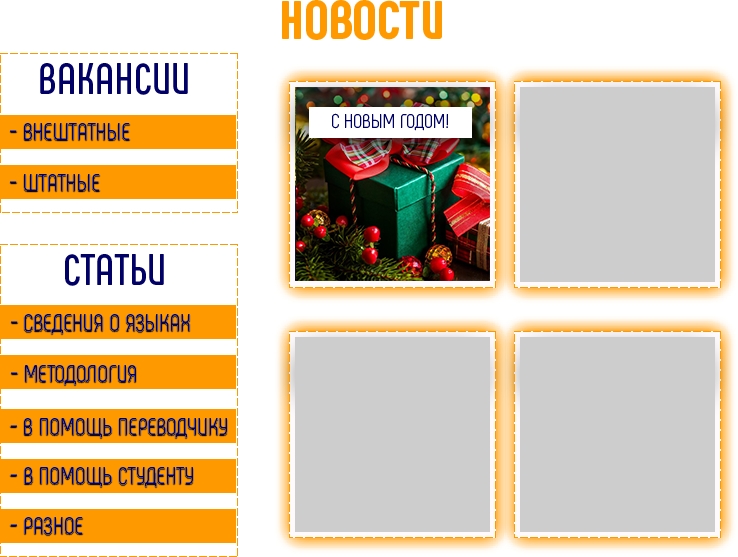 НОВОСТИ
ВАКАНСИИ
- ВНЕШТАТНЫЕ
- ШТАТНЫЕ
СТАТЬИ
- СВЕДЕНИЯ О ЯЗЫКАХ
- МЕТОДОЛОГИЯ
- В ПОМОЩЬ ПЕРЕВОДЧИКУ
- В ПОМОЩЬ СТУДЕНТУ
- РАЗНОЕ
С НОВЫМ ГОДОМ!